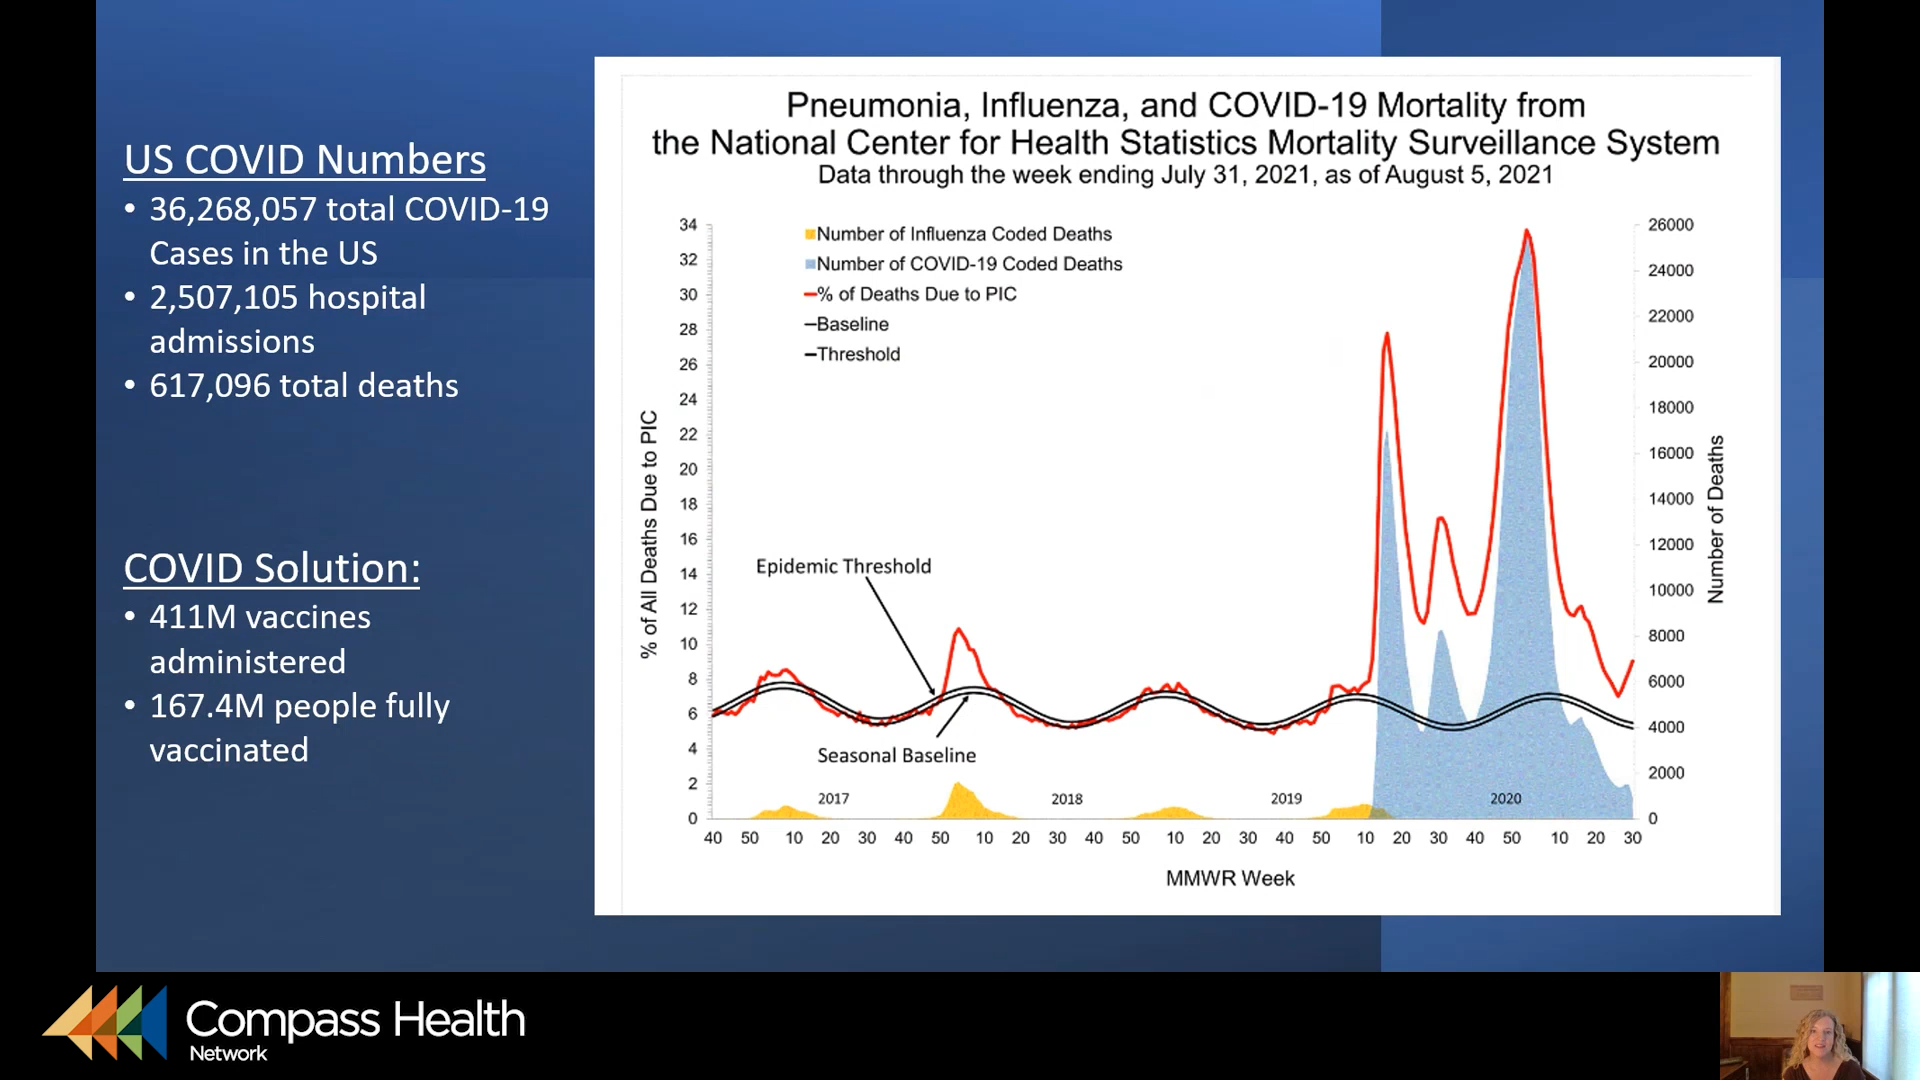 US COVID Numbers
• 36,268,057 total COVID-19
Cases in the US
• 2,507,105 hospital
admissions
• 617,096 total deaths
COVID Solution:
• 411M vaccines
administered
• 167.4M people fully
vaccinated
Pneumonia, Influenza, and COVID-19 Mortality from
the National Center for Health Statistics Mortality Surveillance System
Data through the week ending July 31, 2021, as of August 5, 2021
Number of Influenza Coded Deaths
Number of COVID-19 Coded Deaths
% of Deaths Due to PIC
Baseline
Threshold
% of All Deaths Due to PIC
34
32
30
28
26
24
22
20
18
16
14
12
10
8
6
4
2
0
Epidemic Threshold
Seasonal Baseline
2017 2018 2019 2020
26000
24000
22000
20000
18000
16000
14000
12000
10000
8000
6000
4000
2000
0
Number of Deaths
40 50 10 20 30 40 50 10 20 30 40 50 10 20 30 40 50 10 20 30 40 50 10 20 30
MMWR Week
Compass Health
Network